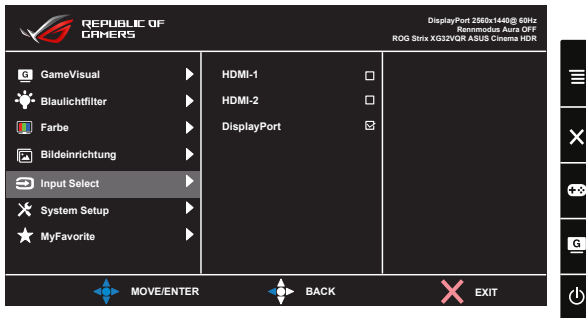 REPUBLIC OF
GAMERS
DisplayPort 2560x1440@ 60Hz
Rennmodus Aura OFF
ROG Strix XG32VQR ASUS Cinema HDR
G GameVisual
Blaulichtfilter
Farbe
Bildeinrichtung
Input Select
System Setup
MyFavorite
HDMI-1
HDMI-2
DisplayPort
MOVE/ENTER
BACK
EXIT
G